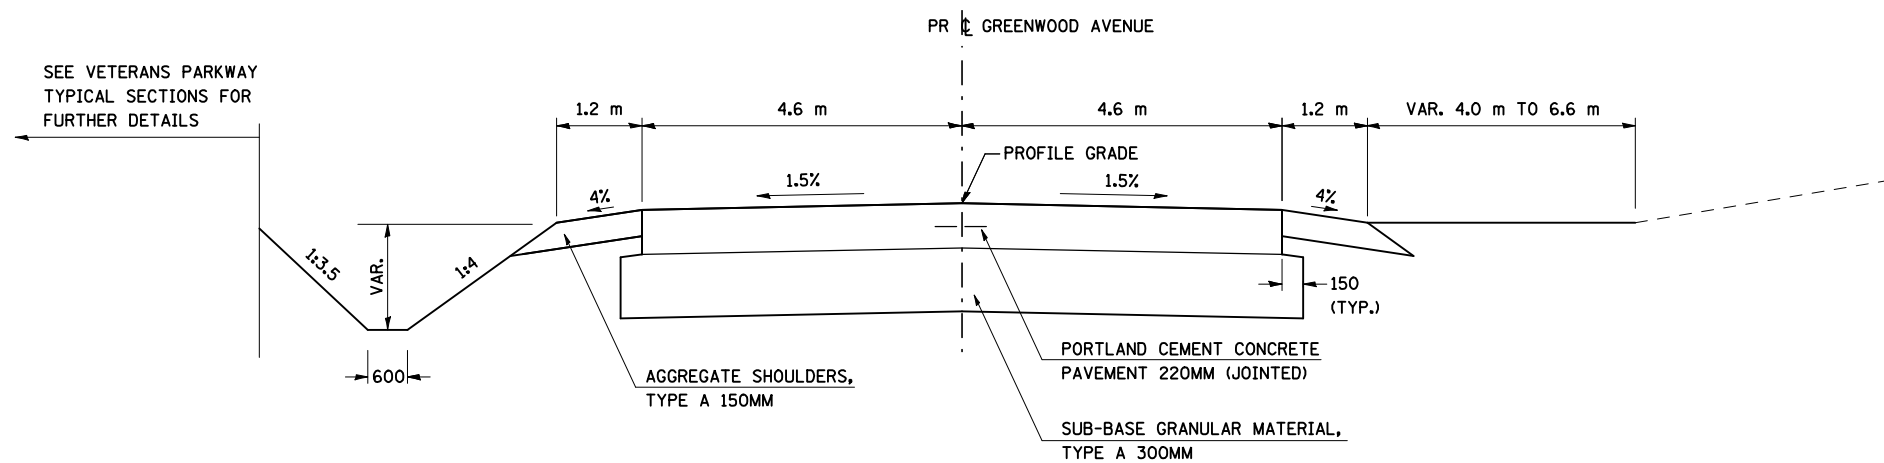 PR ℄ GREENWOOD AVENUE
SEE VETERANS PARKWAY
TYPICAL SECTIONS FOR
FURTHER DETAILS
1.2 m
4.6 m
4.6 m
1.2 m
VAR. 4.0 m TO 6.6 m
PROFILE GRADE
1.5%
1.5%
4%
4%
1:3.5
VAR.
1:4
150
(TYP.)
600
AGGREGATE SHOULDERS,
TYPE A 150MM
PORTLAND CEMENT CONCRETE
PAVEMENT 220MM (JOINTED)
SUB-BASE GRANULAR MATERIAL,
TYPE A 300MM